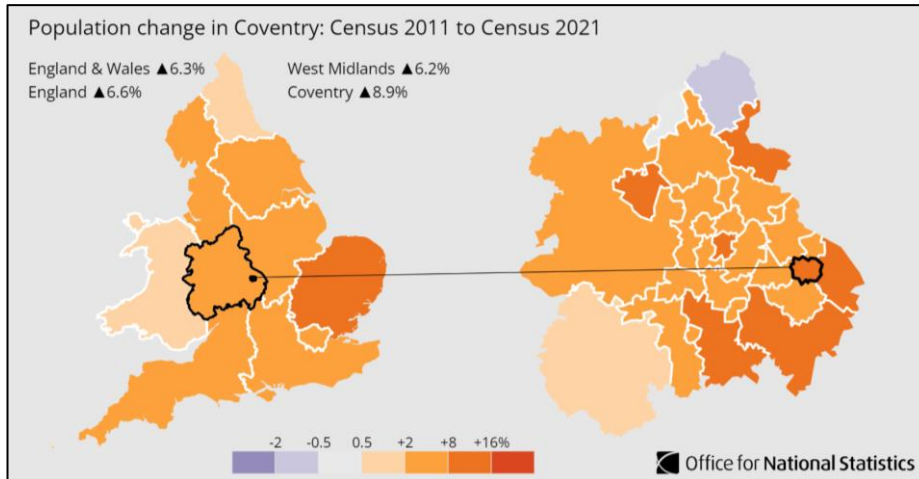 Population change in Coventry: Census 2011 to Census 2021
England & Wales ▲6.3%
West Midlands ▲6.2%
England ▲6.6%
Coventry ▲8.9%
-2 -0.5 0.5 +2 +8 +16%
Office for National Statistics